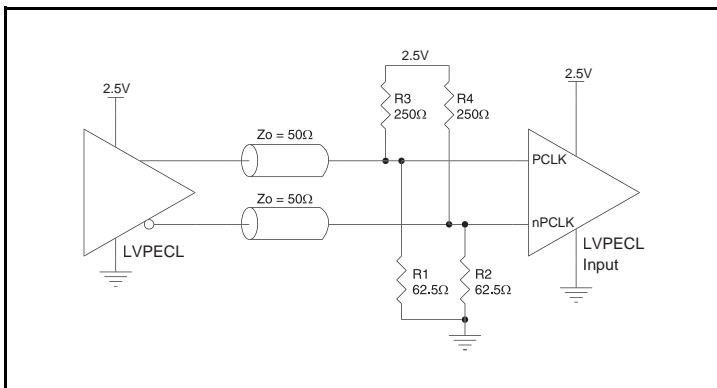 2.5V
2.5V
2.5V
R3
250Ω
R4
250Ω
Zo = 50Ω
PCLK
Zo = 50Ω
nPCLK
LVPECL
LVPECL
Input
R1
62.5Ω
R2
62.5Ω